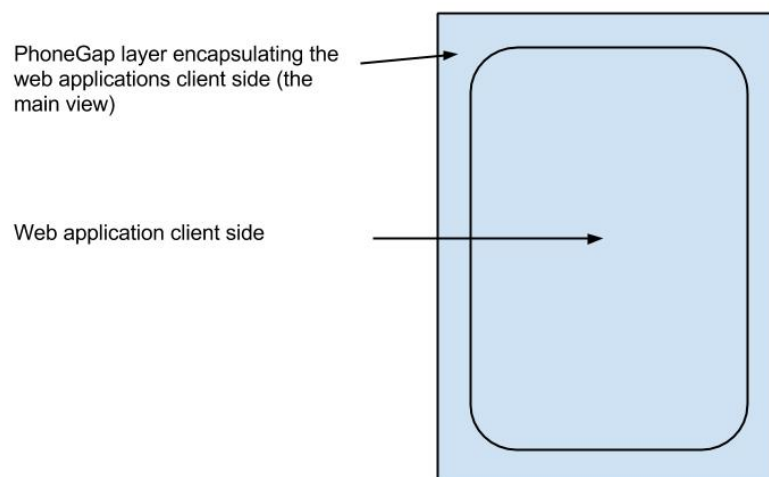 PhoneGap layer encapsulating the
web applications client side (the
main view)
Web application client side